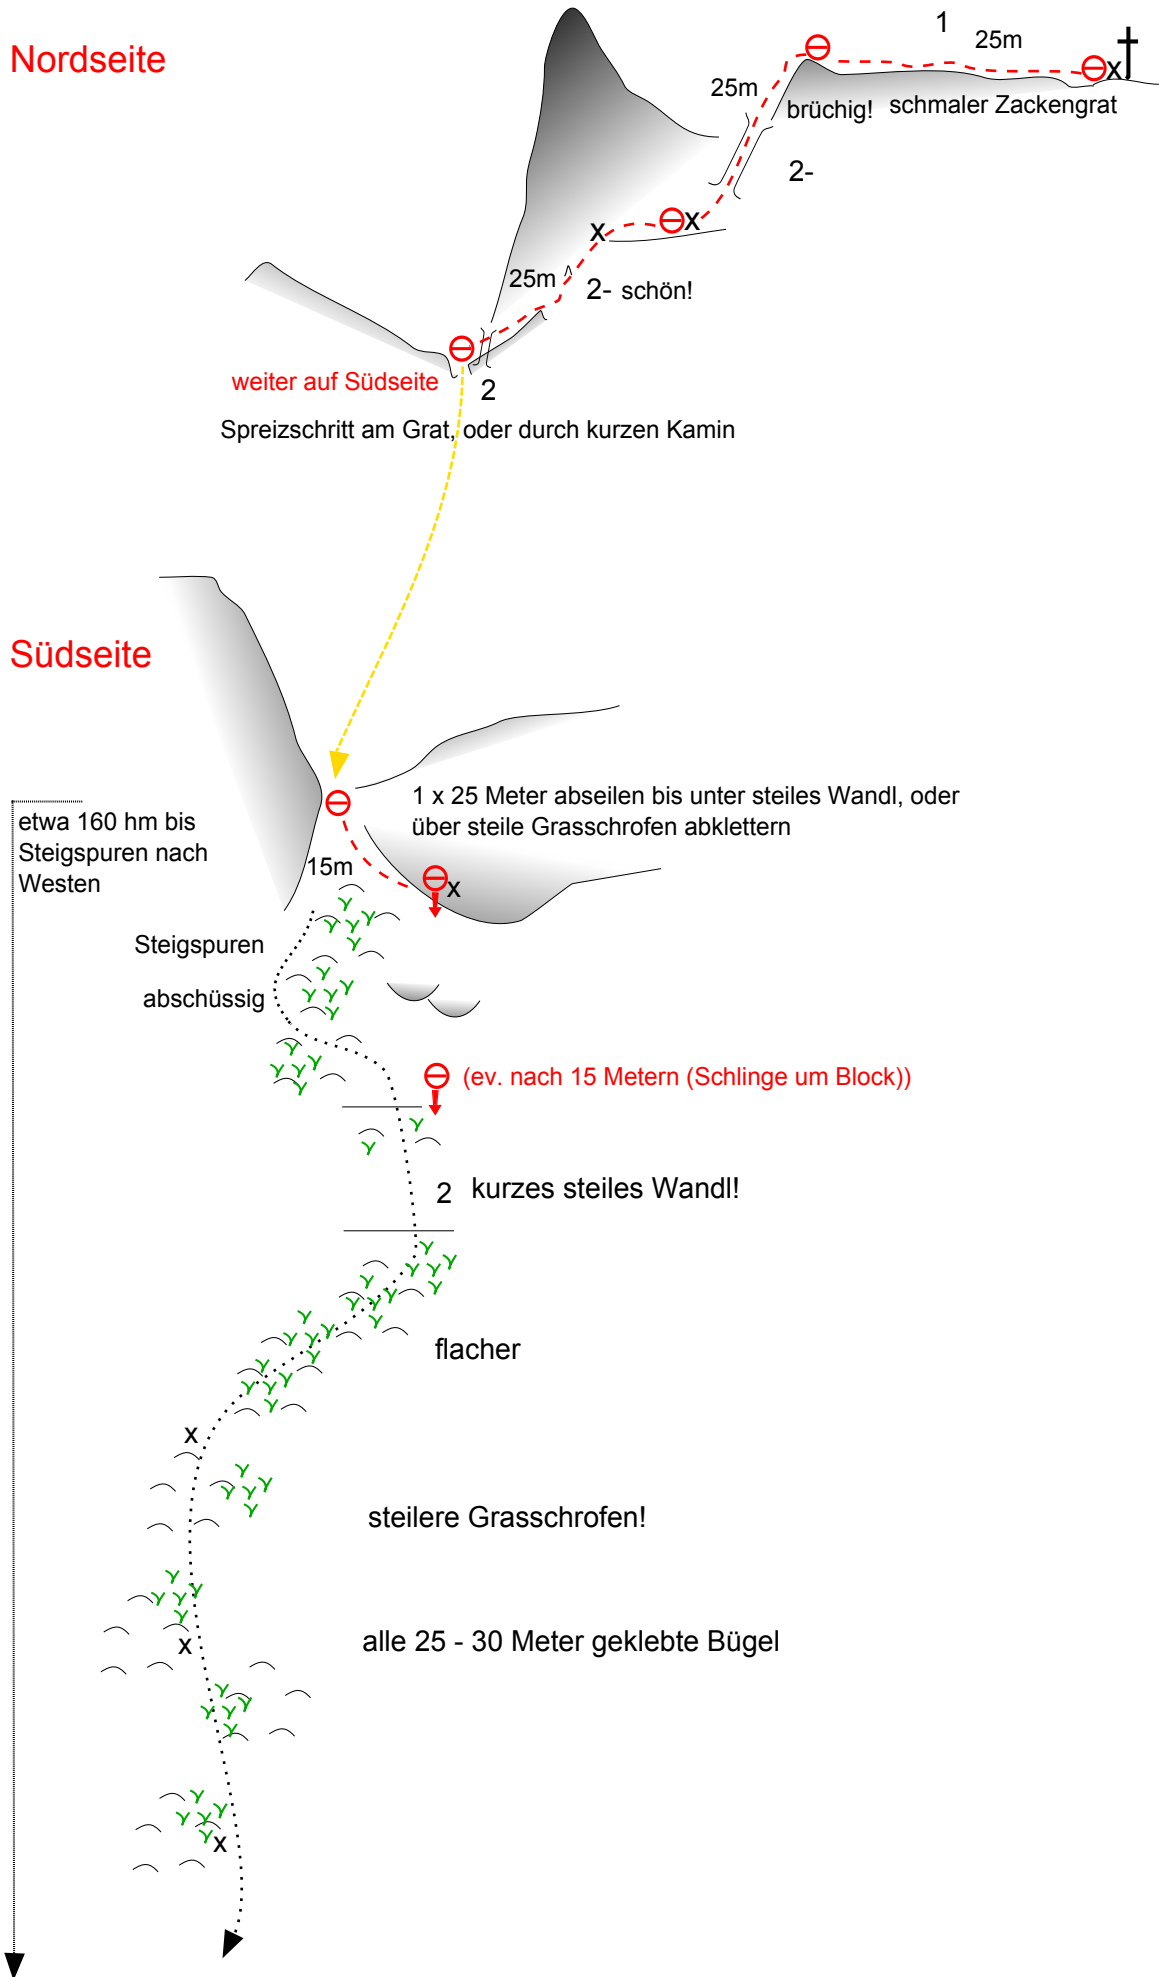 Nordseite
1
25m
25m
brüchig!
schmaler Zackengrat
x
2-
x
x
25m
2- schön!
weiter auf Südseite
2
Spreizschritt am Grat, oder durch kurzen Kamin
Südseite
1 x 25 Meter abseilen bis unter steiles Wandl, oder
über steile Grasschrofen abklettern
etwa 160 hm bis
Steigspuren nach
Westen
15m
x
Steigspuren
abschüssig
(ev. nach 15 Metern (Schlinge um Block))
2 kurzes steiles Wandl!
flacher
x
steilere Grasschrofen!
alle 25 - 30 Meter geklebte Bügel
x
x